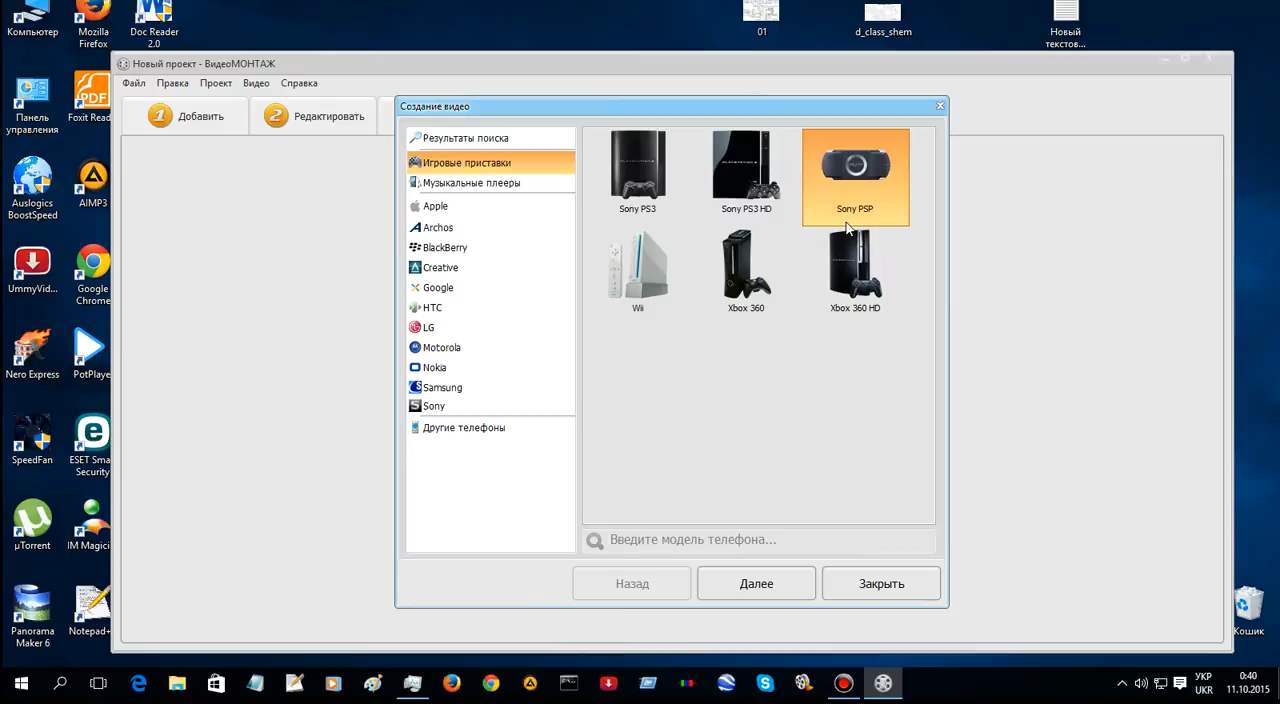 Компьютер
Mozilla
Firefox
Doc Reader
2.0
01
d_class_shem
Новый
текстов...
Новый проект - ВидеоМОНТАЖ
Файл Правка Проект Видео Справка
1 Добавить
2 Редактировать
Панель
управления
Foxit Read
Auslogics
BoostSpeed
AIMP3
UmmyVid...
Google
Chrome
Nero Express
PotPlaye
SpeedFan
ESET Sma
Security
µTorrent
IM Magici
Panorama
Maker 6
Notepad+
Создание видео
Результаты поиска
Игровые приставки
Музыкальные плееры
Apple
Archos
BlackBerry
Creative
Google
HTC
LG
Motorola
Nokia
Samsung
Sony
Другие телефоны
Sony PS3
Sony PS3 HD
Sony PSP
Wii
Xbox 360
Xbox 360 HD
Введите модель телефона...
Назад
Далее
Закрыть
Кошик
УКР
UKR
0:40
11.10.2015